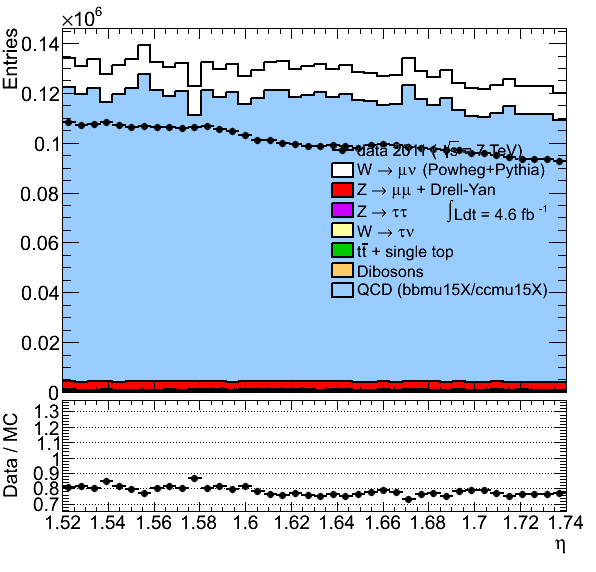 ×10⁶
Entries
0.14
0.12
0.1
0.08
0.06
0.04
0.02
0
data 2011 (√s = 7 TeV)
W → μν (Powheg+Pythia)
Z → μμ + Drell-Yan
Z → ττ
∫Ldt = 4.6 fb⁻¹
W → τν
tt̄ + single top
Dibosons
QCD (bbmu15X/ccmu15X)
Data / MC
1.3
1.2
1.1
1
0.9
0.8
0.7
1.52 1.54 1.56 1.58 1.6 1.62 1.64 1.66 1.68 1.7 1.72 1.74
η